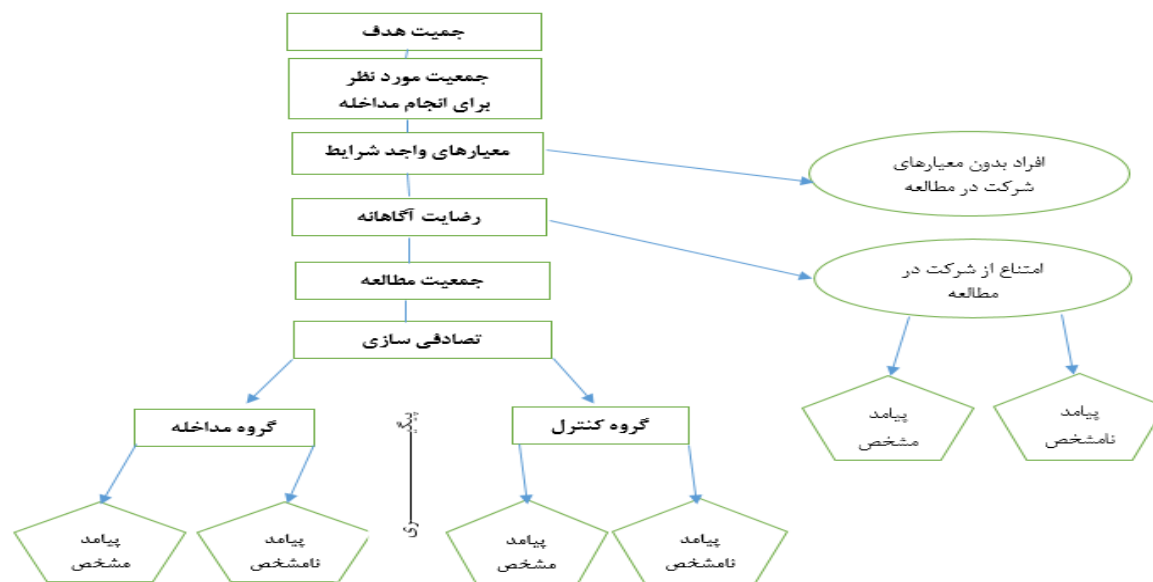 جمیت هدف
جمعیت مورد نظر
برای انجام مداخله
معیارهای واجد شرایط
افراد بدون معیارهای
شرکت در مطالعه
رضایت آگاهانه
امتناع از شرکت در
مطالعه
جمعیت مطالعه
تصادفی سازی
پیامد
مشخص
پیامد
نامشخص
گروه مداخله
پیگیـــــــــری
گروه کنترل
پیامد
مشخص
پیامد
نامشخص
پیامد
مشخص
پیامد
نامشخص